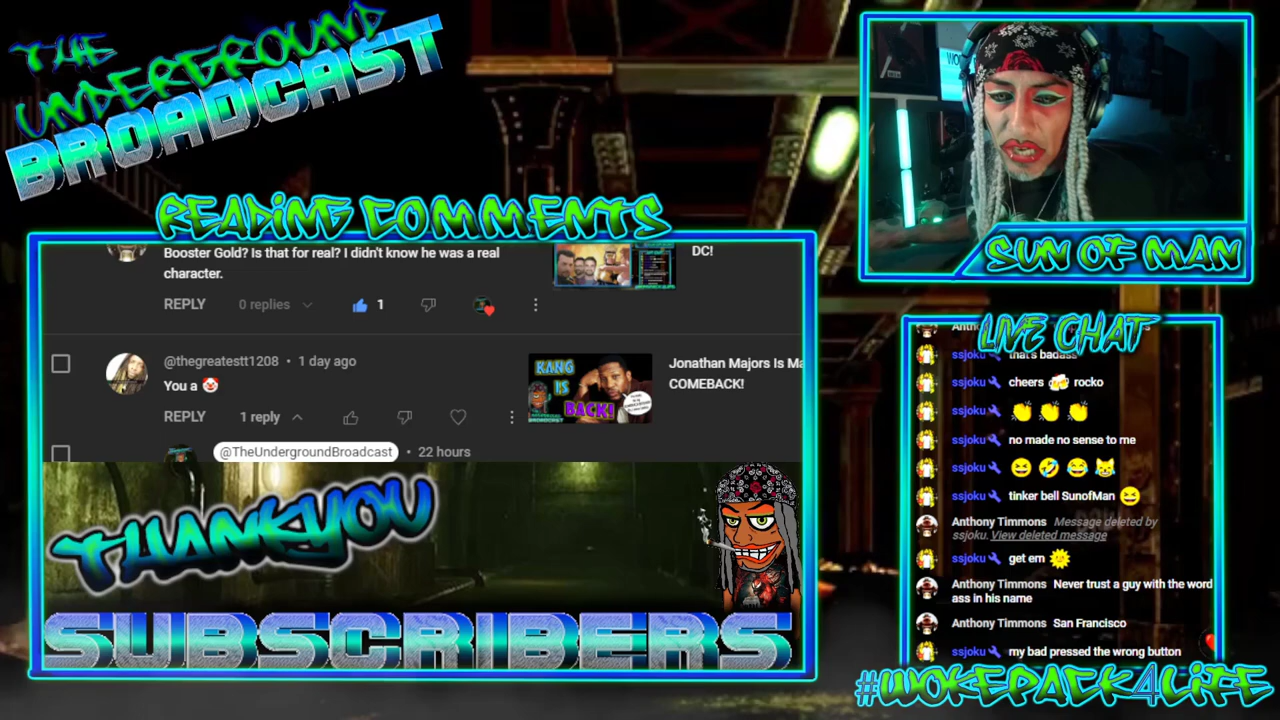 THE
UNDERGROUND
BROADCAST
READING COMMENTS
Booster Gold? Is that for real? I didn't know he was a real
character.
DC!
REPLY 0 replies 1
@thegreatestt1208 • 1 day ago
You a 🤡
REPLY 1 reply
KANG
IS
BACK!
Jonathan Majors Is Ma
COMEBACK!
@TheUndergroundBroadcast • 22 hours
THANKYOU
SUBSCRIBERS
SUN OF MAN
LIVE CHAT
ssjoku that's badass
ssjoku cheers 🍻 rocko
ssjoku 👏 👏 👏
ssjoku no made no sense to me
ssjoku 😆 🤣 😂 😹
ssjoku tinker bell SunofMan 😆
Anthony Timmons Message deleted by
ssjoku. View deleted message
ssjoku get em 🌞
Anthony Timmons Never trust a guy with the word
ass in his name
Anthony Timmons San Francisco
ssjoku my bad pressed the wrong button
#WOKEPACK4LIFE